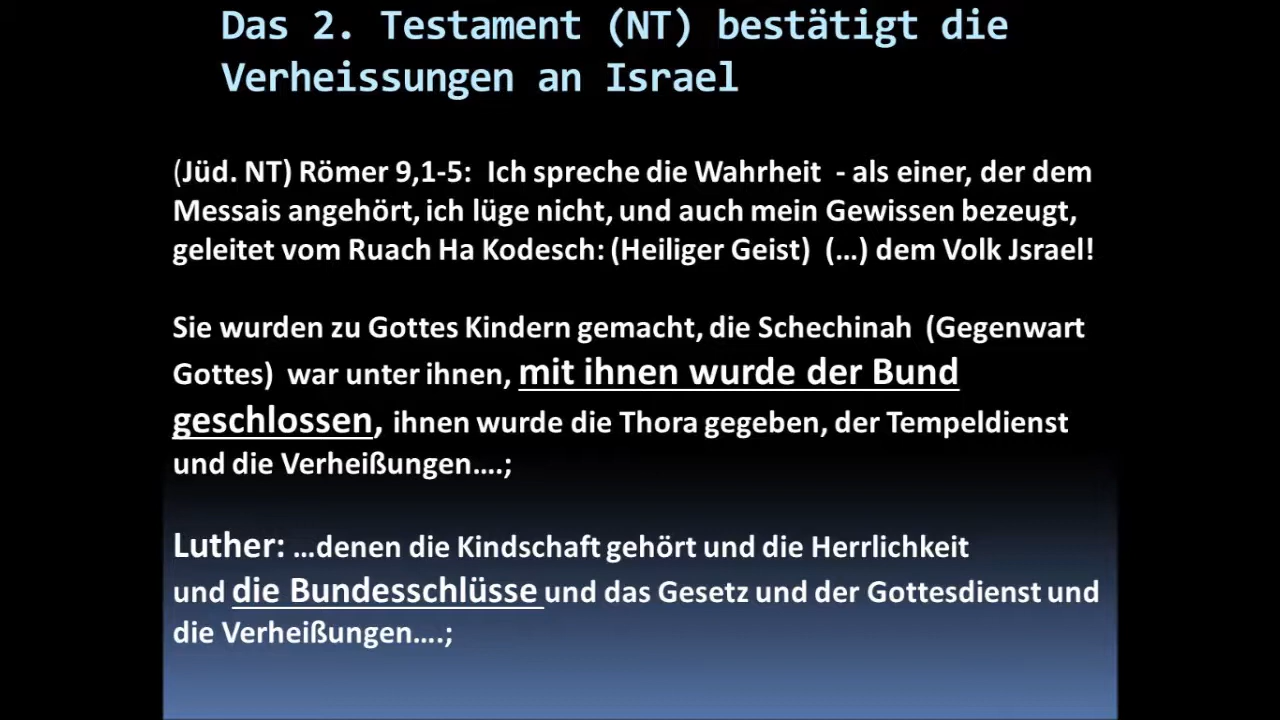 Das 2. Testament (NT) bestätigt die
Verheissungen an Israel
(Jüd. NT) Römer 9,1-5: Ich spreche die Wahrheit - als einer, der dem
Messais angehört, ich lüge nicht, und auch mein Gewissen bezeugt,
geleitet vom Ruach Ha Kodesch: (Heiliger Geist) (…) dem Volk Jsrael!
Sie wurden zu Gottes Kindern gemacht, die Schechinah (Gegenwart
Gottes) war unter ihnen, mit ihnen wurde der Bund
geschlossen, ihnen wurde die Thora gegeben, der Tempeldienst
und die Verheißungen….;
Luther: …denen die Kindschaft gehört und die Herrlichkeit
und die Bundesschlüsse und das Gesetz und der Gottesdienst und
die Verheißungen….;